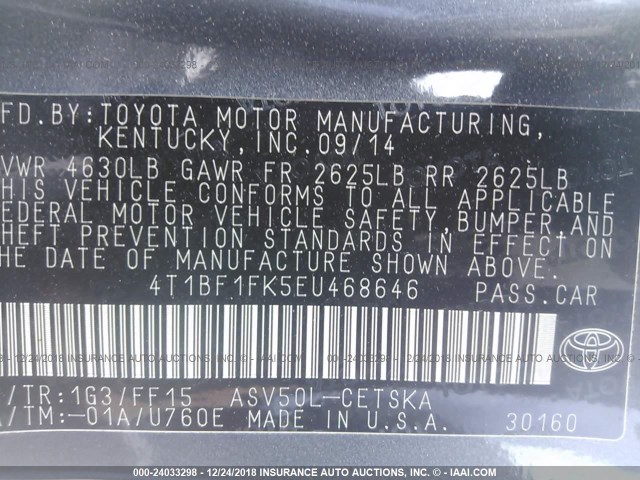 FD. BY: TOYOTA MOTOR MANUFACTURING,
KENTUCKY, INC. 09/14
VWR 4630LB GAWR FR 2625LB RR 2625LB
HIS VEHICLE CONFORMS TO ALL APPLICABLE
EDERAL MOTOR VEHICLE SAFETY, BUMPER, AND
HEFT PREVENTION STANDARDS IN EFFECT
THE DATE OF MANUFACTURE SHOWN ABOVE.
4T1BF1FK5EU468646 PASS.CAR
/TR:1G3/FF15 ASV50L-CETSKA
A/TM:-01A/U760E MADE IN U.S.A. 30160
000-24033298 - 12/24/2018 INSURANCE AUTO AUCTIONS - IAAI.COM